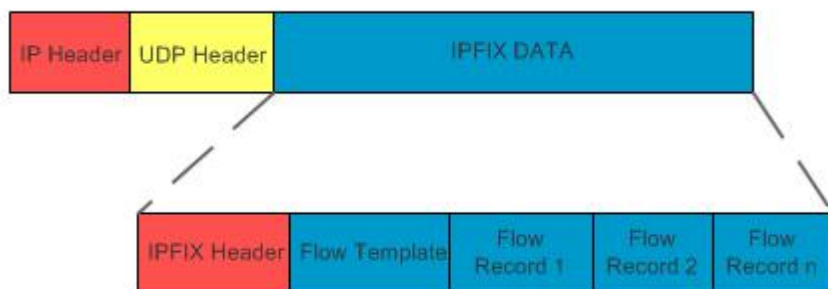 IP Header UDP Header IPFIX DATA
IPFIX Header Flow Template Flow Record 1 Flow Record 2 Flow Record n